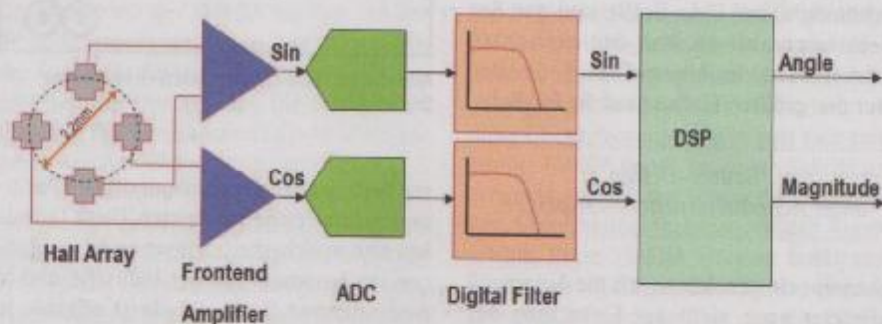 Sin
Sin
Angle
2.2mm
DSP
Cos
Cos
Magnitude
Hall Array
Frontend
Amplifier
ADC
Digital Filter